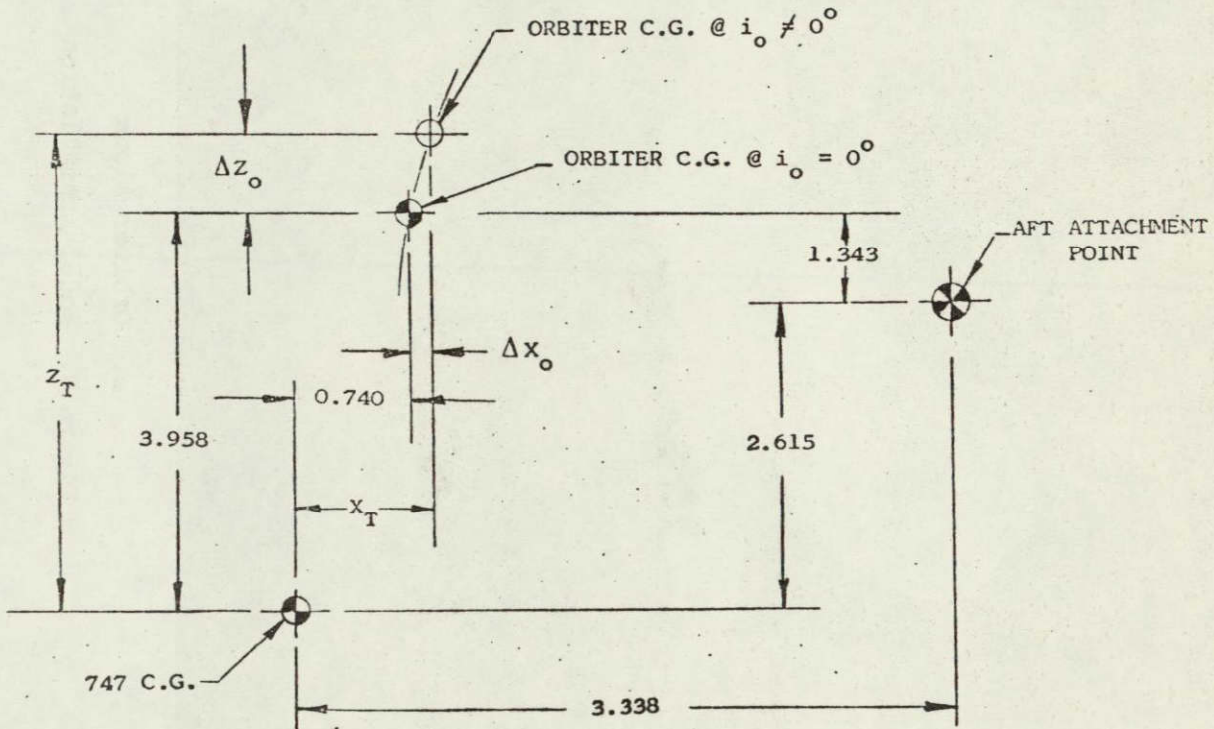 ORBITER C.G. @ i_o ≠ 0°
ORBITER C.G. @ i_o = 0°
ΔZ_o
AFT ATTACHMENT
POINT
1.343
ΔX_o
Z_T
0.740
3.958
2.615
X_T
747 C.G.
3.338